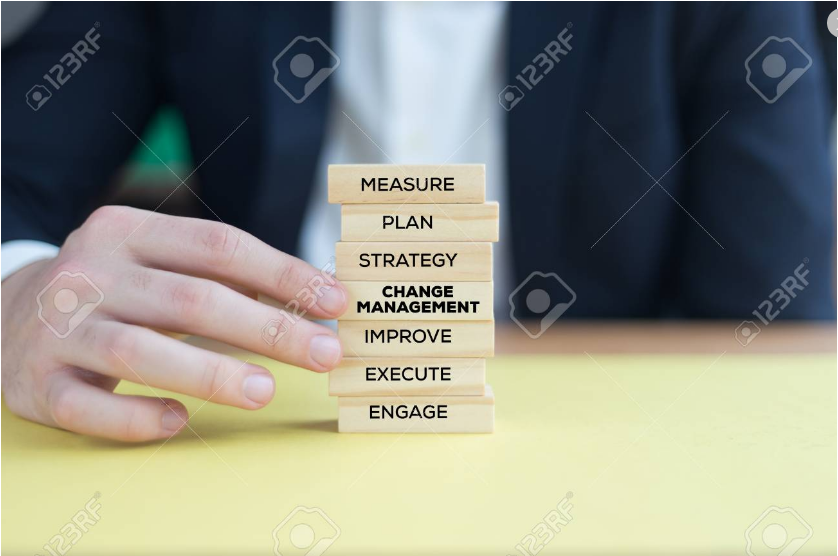 123RF
123RF
MEASURE
PLAN
STRATEGY
CHANGE
MANAGEMENT
IMPROVE
EXECUTE
ENGAGE
123RF
123RF
123RF
123RF